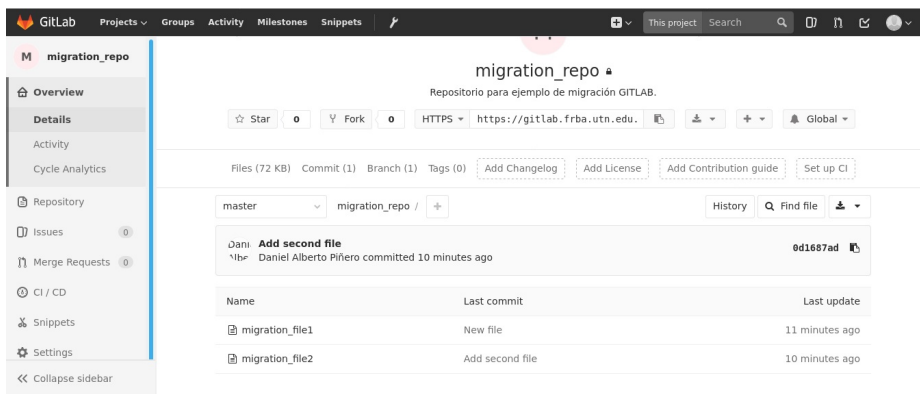 GitLab Projects Groups Activity Milestones Snippets This project Search
M migration_repo
Overview
Details
Activity
Cycle Analytics
Repository
Issues 0
Merge Requests 0
CI / CD
Snippets
Settings
Collapse sidebar
migration_repo
Repositorio para ejemplo de migración GITLAB.
Star 0 Fork 0 HTTPS https://gitlab.frba.utn.edu. Global
Files (72 KB) Commit (1) Branch (1) Tags (0) Add Changelog Add License Add Contribution guide Set up CI
master migration_repo / + History Find file
Add second file
Daniel Alberto Piñero committed 10 minutes ago
0d1687ad
Name Last commit Last update
migration_file1 New file 11 minutes ago
migration_file2 Add second file 10 minutes ago